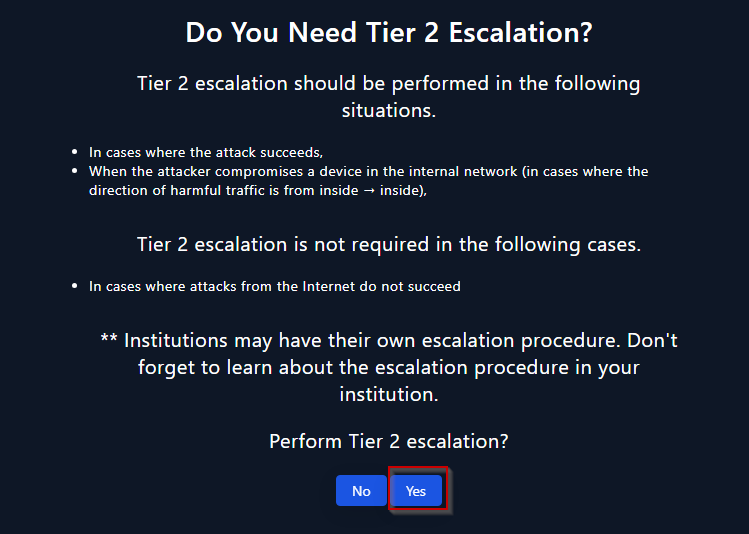 Do You Need Tier 2 Escalation?
Tier 2 escalation should be performed in the following
situations.
• In cases where the attack succeeds,
• When the attacker compromises a device in the internal network (in cases where the
direction of harmful traffic is from inside → inside),
Tier 2 escalation is not required in the following cases.
• In cases where attacks from the Internet do not succeed
** Institutions may have their own escalation procedure. Don't
forget to learn about the escalation procedure in your
institution.
Perform Tier 2 escalation?
No Yes